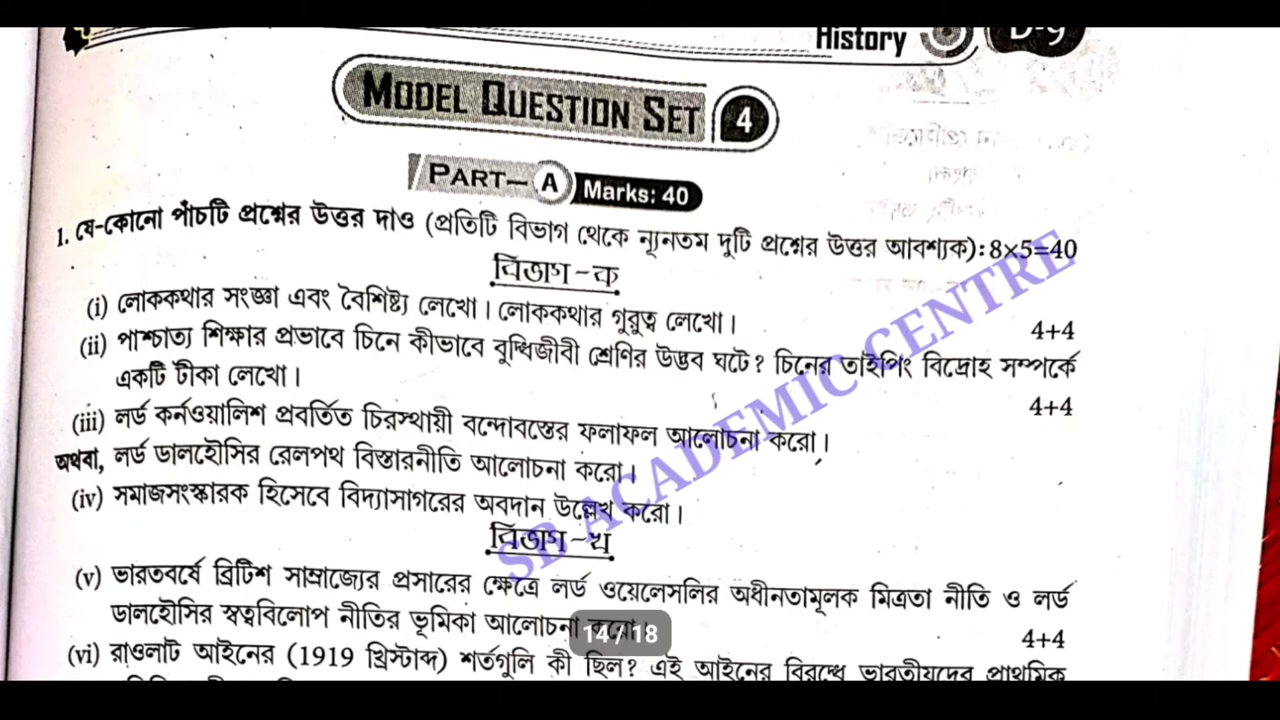 History
D-9
MODEL QUESTION SET 4
PART-A Marks: 40
1. যে-কোনো পাঁচটি প্রশ্নের উত্তর দাও (প্রতিটি বিভাগ থেকে ন্যূনতম দুটি প্রশ্নের উত্তর আবশ্যক): 8×5=40
বিভাগ-ক
(i) লোককথার সংজ্ঞা এবং বৈশিষ্ট্য লেখো। লোককথার গুরুত্ব লেখো। 4+4
(ii) পাশ্চাত্য শিক্ষার প্রভাবে চিনে কীভাবে বুদ্ধিজীবী শ্রেণির উদ্ভব ঘটে? চিনের তাইপিং বিদ্রোহ সম্পর্কে
একটি টীকা লেখো। 4+4
(iii) লর্ড কর্নওয়ালিশ প্রবর্তিত চিরস্থায়ী বন্দোবস্তের ফলাফল আলোচনা করো।
অথবা, লর্ড ডালহৌসির রেলপথ বিস্তারনীতি আলোচনা করো।
(iv) সমাজসংস্কারক হিসেবে বিদ্যাসাগরের অবদান উল্লেখ করো।
বিভাগ-খ
(v) ভারতবর্ষে ব্রিটিশ সাম্রাজ্যের প্রসারের ক্ষেত্রে লর্ড ওয়েলেসলির অধীনতামূলক মিত্রতা নীতি ও লর্ড
ডালহৌসির স্বত্ববিলোপ নীতির ভূমিকা আলোচনা করো। 4+4
(vi) রাওলাট আইনের (1919 খ্রিস্টাব্দ) শর্তগুলি কী ছিল? এই আইনের বিরুদ্ধে ভারতীয়দের প্রাথমিক
SB ACADEMIC CENTRE
14 / 18